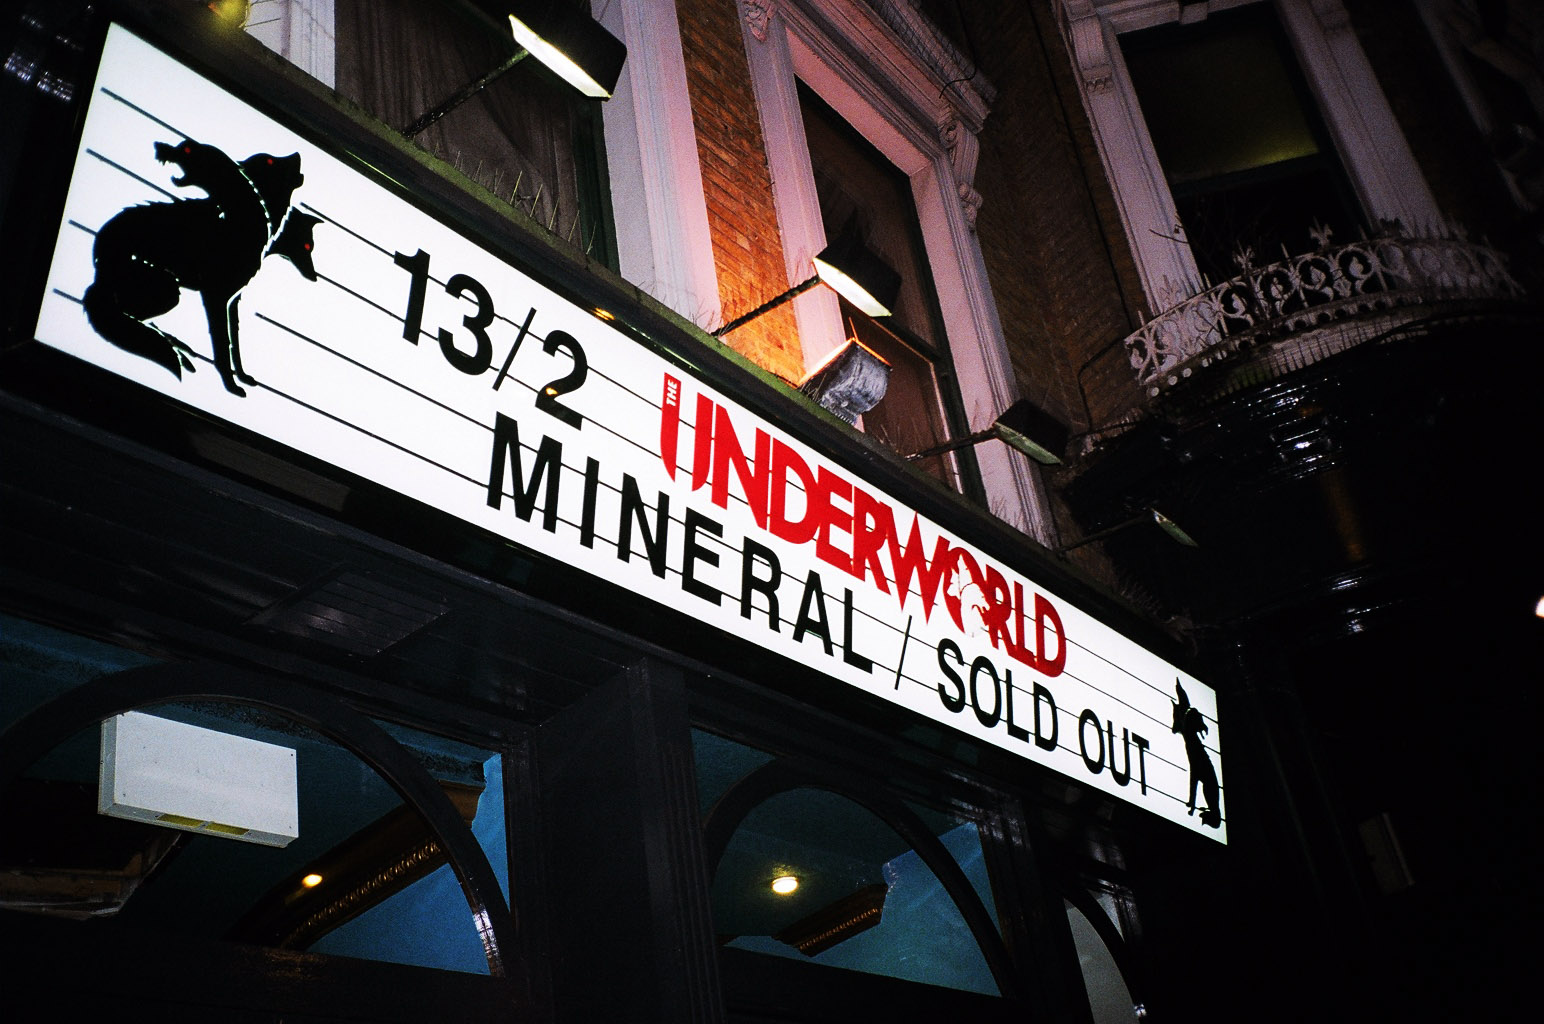 13/2
THE UNDERWORLD
MINERAL / SOLD OUT